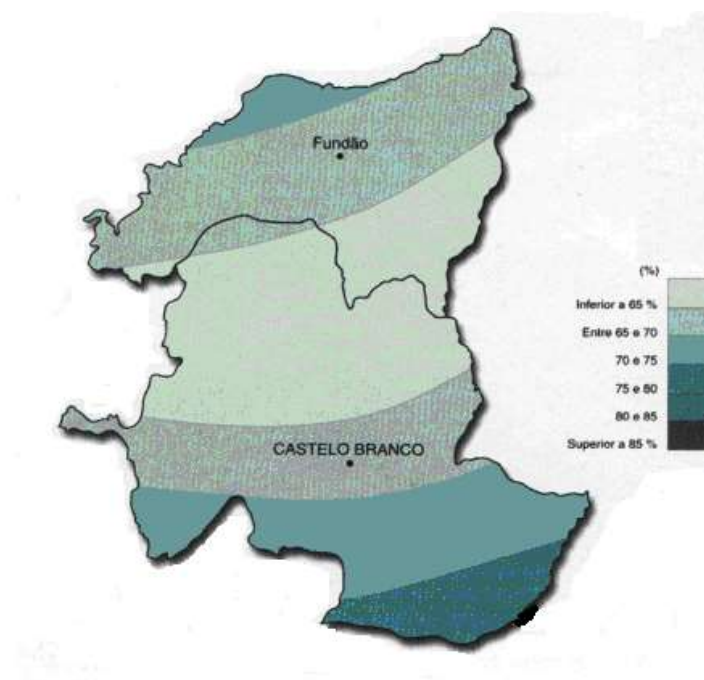 Fundão
(%)
Inferior a 65 %
Entre 65 e 70
70 e 75
75 e 80
80 e 85
Superior a 85 %
CASTELO BRANCO